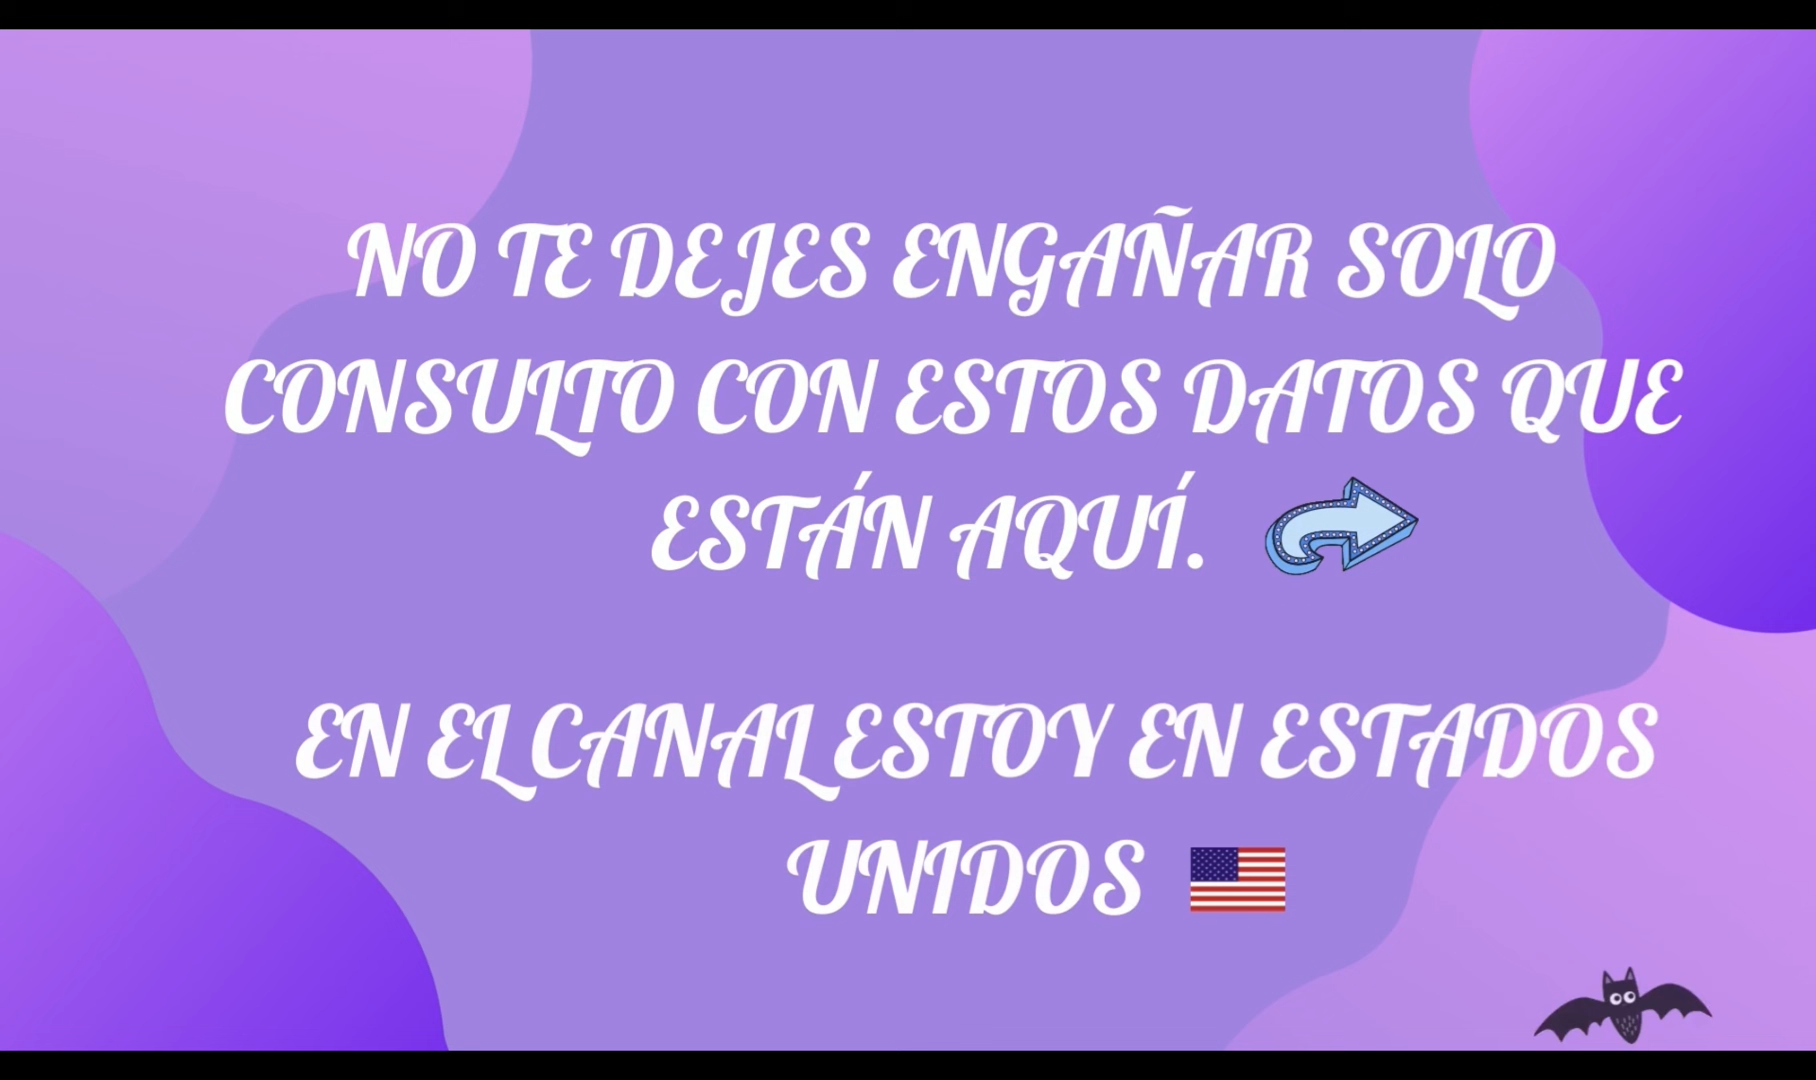 NO TE DEJES ENGAÑAR SOLO
CONSULTO CON ESTOS DATOS QUE
ESTÁN AQUÍ.
EN EL CANAL ESTOY EN ESTADOS
UNIDOS